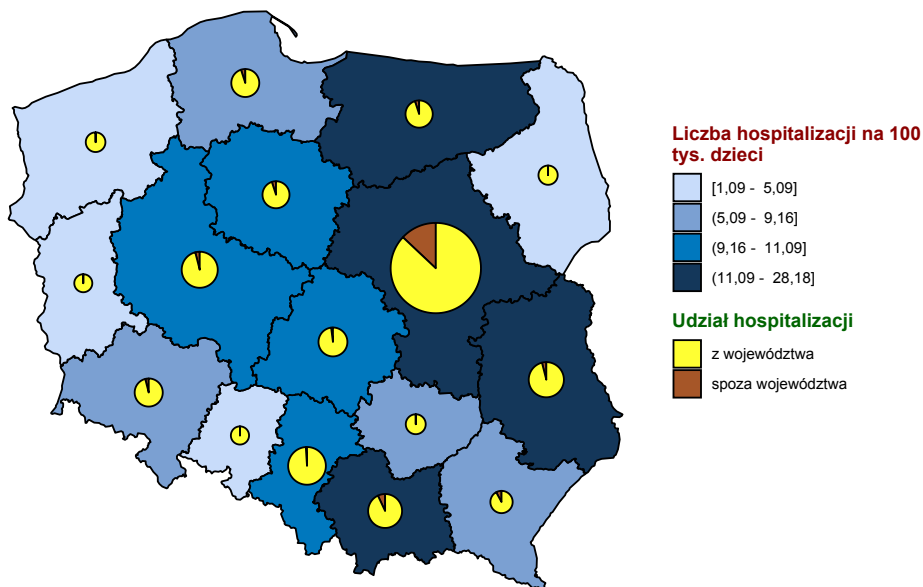 Liczba hospitalizacji na 100
tys. dzieci
[1,09 - 5,09]
(5,09 - 9,16]
(9,16 - 11,09]
(11,09 - 28,18]
Udział hospitalizacji
z województwa
spoza województwa